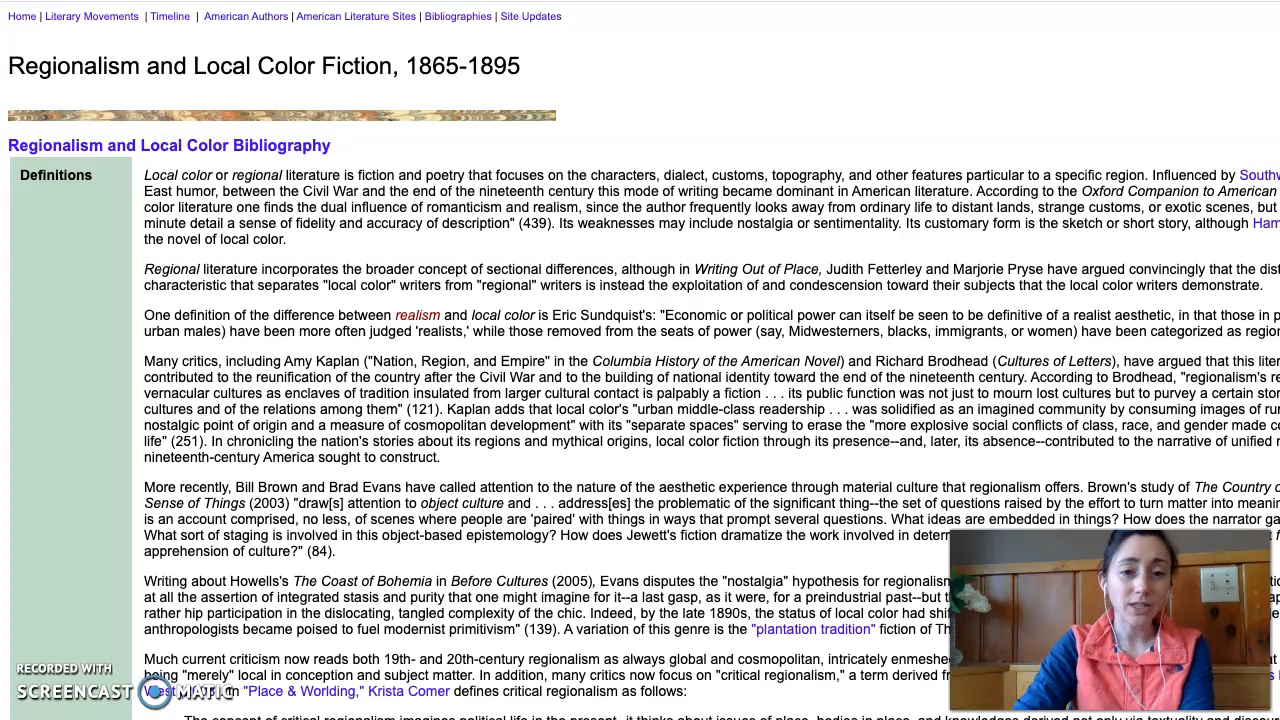 Home | Literary Movements | Timeline | American Authors | American Literature Sites | Bibliographies | Site Updates
Regionalism and Local Color Fiction, 1865-1895
Regionalism and Local Color Bibliography
Definitions
Local color or regional literature is fiction and poetry that focuses on the characters, dialect, customs, topography, and other features particular to a specific region. Influenced by Southw
East humor, between the Civil War and the end of the nineteenth century this mode of writing became dominant in American literature. According to the Oxford Companion to American
color literature one finds the dual influence of romanticism and realism, since the author frequently looks away from ordinary life to distant lands, strange customs, or exotic scenes, but
minute detail a sense of fidelity and accuracy of description" (439). Its weaknesses may include nostalgia or sentimentality. Its customary form is the sketch or short story, although Ham
the novel of local color.
Regional literature incorporates the broader concept of sectional differences, although in Writing Out of Place, Judith Fetterley and Marjorie Pryse have argued convincingly that the dist
characteristic that separates "local color" writers from "regional" writers is instead the exploitation of and condescension toward their subjects that the local color writers demonstrate.
One definition of the difference between realism and local color is Eric Sundquist's: "Economic or political power can itself be seen to be definitive of a realist aesthetic, in that those in p
urban males) have been more often judged 'realists,' while those removed from the seats of power (say, Midwesterners, blacks, immigrants, or women) have been categorized as region
Many critics, including Amy Kaplan ("Nation, Region, and Empire" in the Columbia History of the American Novel) and Richard Brodhead (Cultures of Letters), have argued that this liter
contributed to the reunification of the country after the Civil War and to the building of national identity toward the end of the nineteenth century. According to Brodhead, "regionalism's re
vernacular cultures as enclaves of tradition insulated from larger cultural contact is palpably a fiction . . . its public function was not just to mourn lost cultures but to purvey a certain stor
cultures and of the relations among them" (121). Kaplan adds that local color's "urban middle-class readership . . . was solidified as an imagined community by consuming images of rur
nostalgic point of origin and a measure of cosmopolitan development" with its "separate spaces" serving to erase the "more explosive social conflicts of class, race, and gender made co
life" (251). In chronicling the nation's stories about its regions and mythical origins, local color fiction through its presence--and, later, its absence--contributed to the narrative of unified n
nineteenth-century America sought to construct.
More recently, Bill Brown and Brad Evans have called attention to the nature of the aesthetic experience through material culture that regionalism offers. Brown's study of The Country o
Sense of Things (2003) "draw[s] attention to object culture and . . . address[es] the problematic of the significant thing--the set of questions raised by the effort to turn matter into meanin
is an account comprised, no less, of scenes where people are 'paired' with things in ways that prompt several questions. What ideas are embedded in things? How does the narrator ga
What sort of staging is involved in this object-based epistemology? How does Jewett's fiction dramatize the work involved in deter
apprehension of culture?" (84).
Writing about Howells's The Coast of Bohemia in Before Cultures (2005), Evans disputes the "nostalgia" hypothesis for regionalism
at all the assertion of integrated stasis and purity that one might imagine for it--a last gasp, as it were, for a preindustrial past--but t
rather hip participation in the dislocating, tangled complexity of the chic. Indeed, by the late 1890s, the status of local color had shif
anthropologists became poised to fuel modernist primitivism" (139). A variation of this genre is the "plantation tradition" fiction of Th
Much current criticism now reads both 19th- and 20th-century regionalism as always global and cosmopolitan, intricately enmeshe
being "merely" local in conception and subject matter. In addition, many critics now focus on "critical regionalism," a term derived fr
"Place & Worlding," Krista Comer defines critical regionalism as follows:
RECORDED WITH
SCREENCAST MATIC